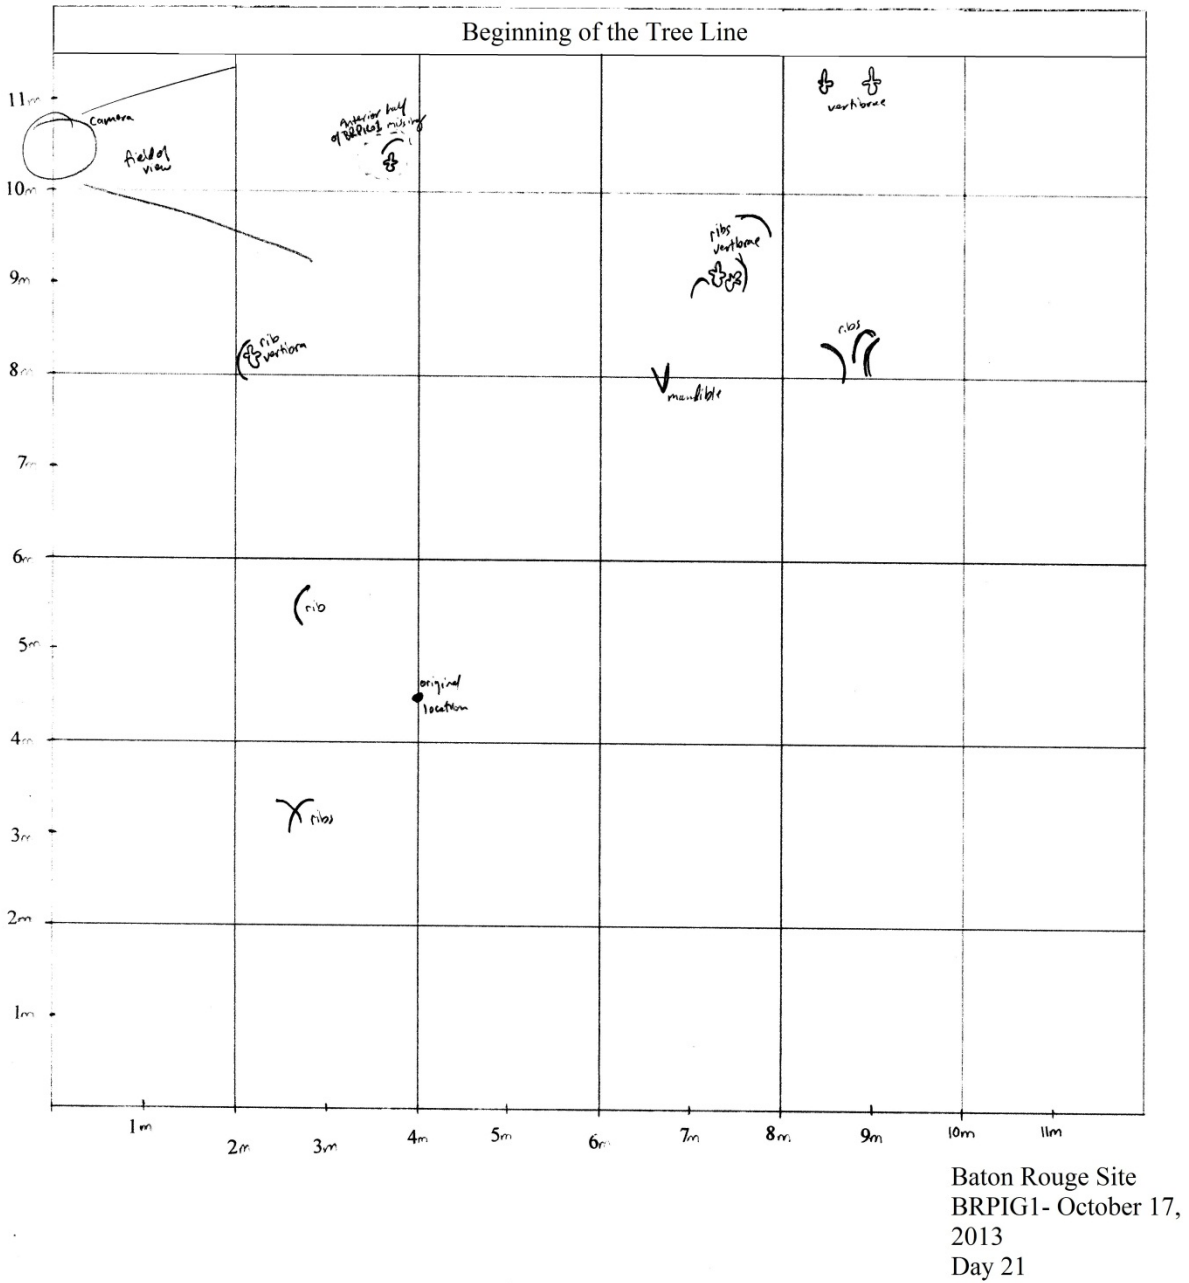 Beginning of the Tree Line
11m
camera
field of
view
Anterior half
of BRPIG1 missing
vertibrae
10m
ribs
vertibrae
9m
rib
vertibra
ribs
8m
mandible
7m
6m
rib
5m
original
location
4m
ribs
3m
2m
1m
1m
2m
3m
4m
5m
6m
7m
8m
9m
10m
11m
Baton Rouge Site
BRPIG1- October 17,
2013
Day 21